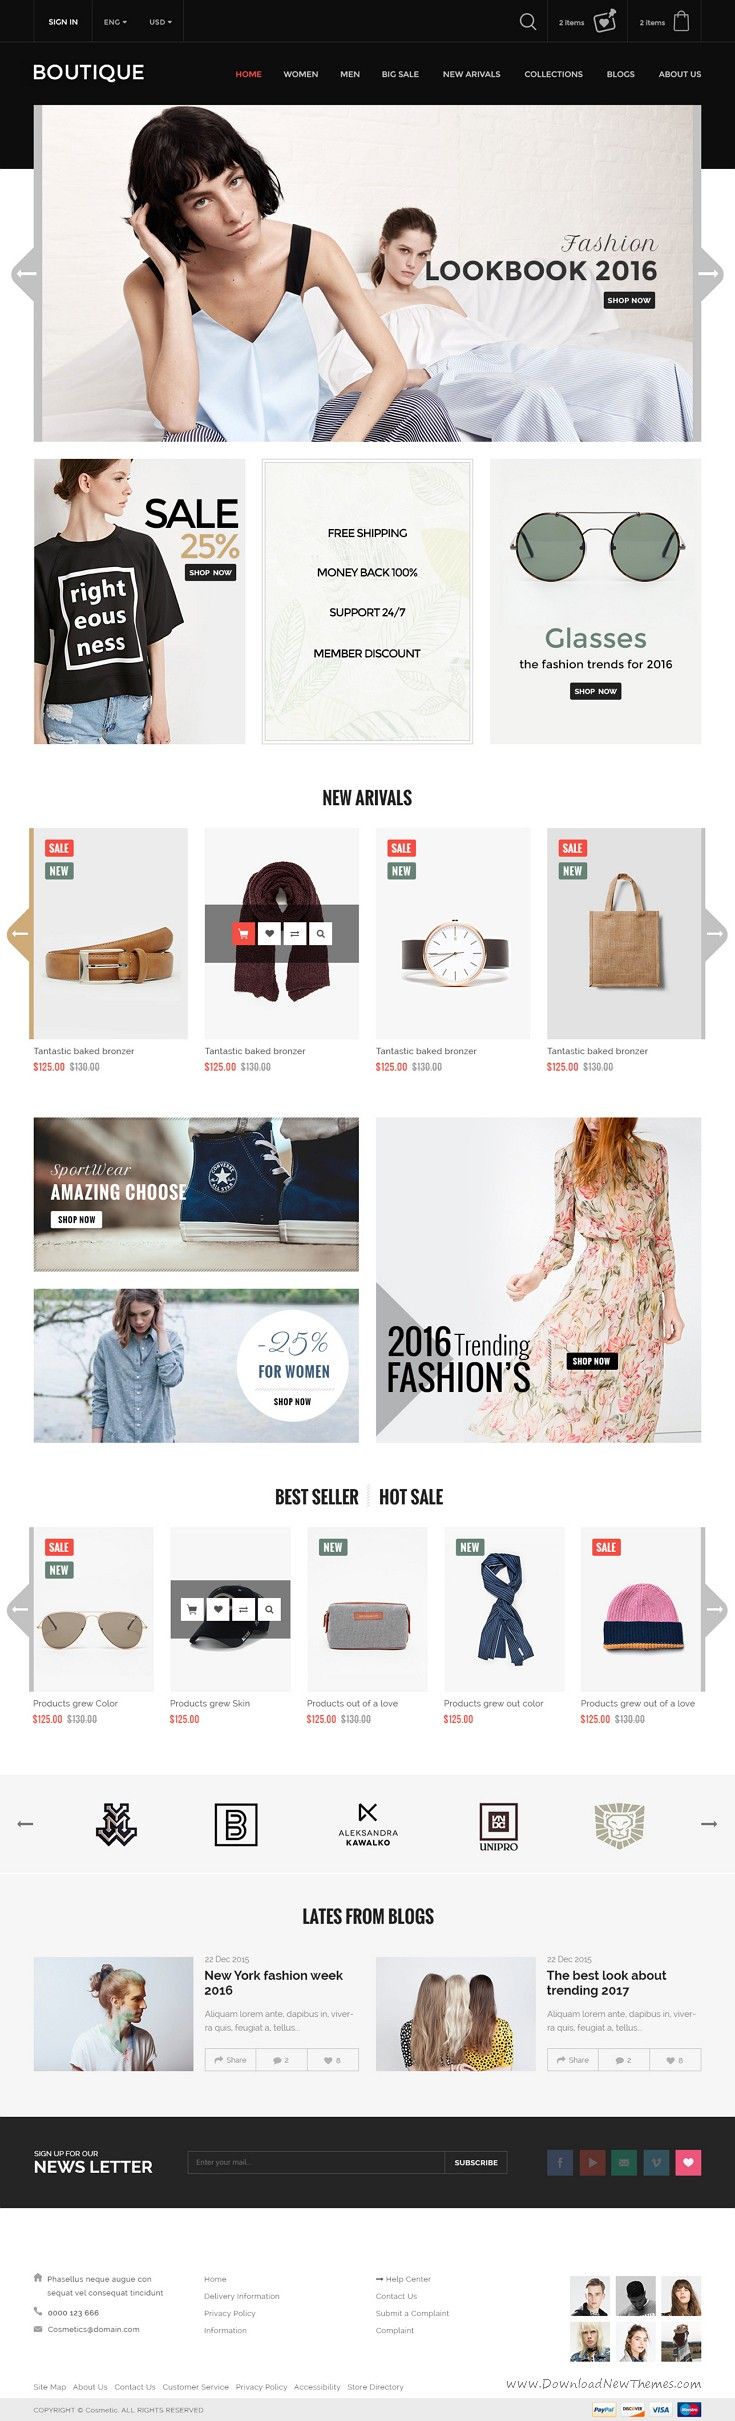 SIGN IN ENG USD 2 items 2 items
BOUTIQUE
HOME WOMEN MEN BIG SALE NEW ARIVALS COLLECTIONS BLOGS ABOUT US
Fashion
LOOKBOOK 2016
SHOP NOW
right
eous
ness
SALE
25%
SHOP NOW
FREE SHIPPING
MONEY BACK 100%
SUPPORT 24/7
MEMBER DISCOUNT
Glasses
the fashion trends for 2016
SHOP NOW
NEW ARIVALS
SALE
NEW
SALE
NEW
SALE
NEW
Tantastic baked bronzer
$125.00 $130.00
Tantastic baked bronzer
$125.00 $130.00
Tantastic baked bronzer
$125.00 $130.00
Tantastic baked bronzer
$125.00 $130.00
SportWear
AMAZING CHOOSE
SHOP NOW
CONVERSE
ALL STAR
-25%
FOR WOMEN
SHOP NOW
2016 Trending
FASHION'S
SHOP NOW
BEST SELLER HOT SALE
SALE
NEW
NEW
NEW
SALE
Products grew Color
$125.00 $130.00
Products grew Skin
$125.00
Products out of a love
$125.00 $130.00
Products grew out color
$125.00
Products grew out of a love
$125.00 $130.00
B
ALEKSANDRA
KAWALKO
UNIPRO
LATES FROM BLOGS
22 Dec 2015
New York fashion week
2016
Aliquam lorem ante, dapibus in, viver-
ra quis, feugiat a, tellus...
Share 2 8
22 Dec 2015
The best look about
trending 2017
Aliquam lorem ante, dapibus in, viver-
ra quis, feugiat a, tellus...
Share 2 8
SIGN UP FOR OUR
NEWS LETTER
Enter your mail...
SUBSCRIBE
Phasellus neque augue con
sequat vel consequat tincidunt
0000 123 666
Cosmetics@domain.com
Home
Delivery Information
Privacy Policy
Information
Help Center
Contact Us
Submit a Complaint
Complaint
Site Map About Us Contact Us Customer Service Privacy Policy Accessibility Store Directory
www.DownloadNewThemes.com
COPYRIGHT © Cosmetic. ALL RIGHTS RESERVED
PayPal DISCOVER VISA Maestro